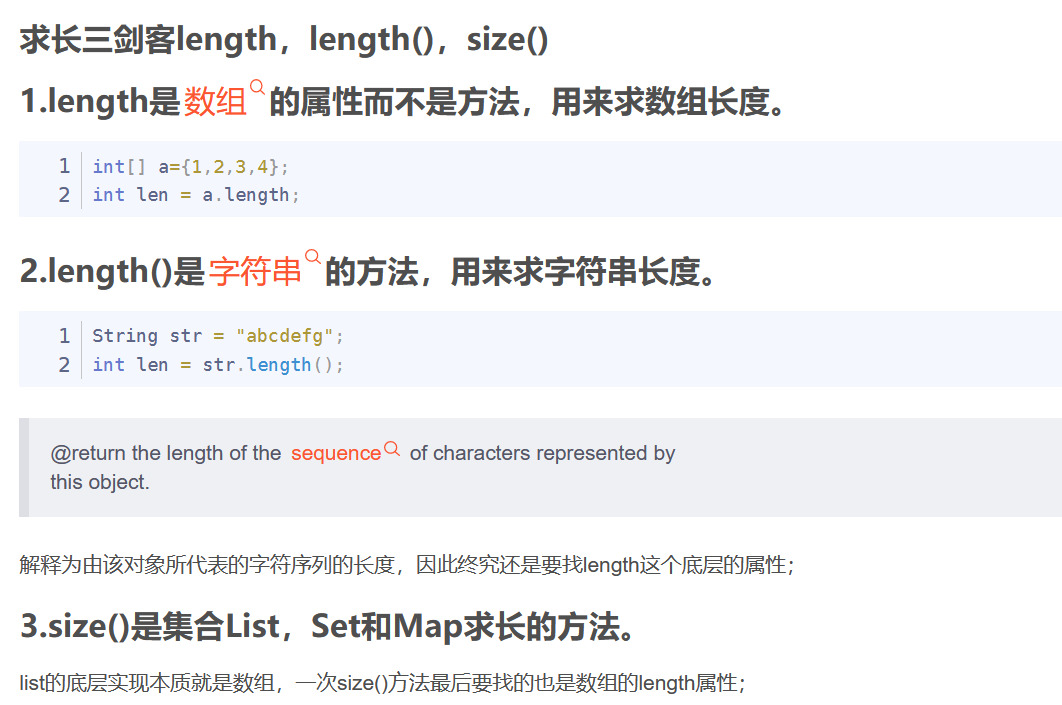 求长三剑客length，length()，size()
1.length是数组的属性而不是方法，用来求数组长度。
1 int[] a={1,2,3,4};
2 int len = a.length;
2.length()是字符串的方法，用来求字符串长度。
1 String str = "abcdefg";
2 int len = str.length();
@return the length of the sequence of characters represented by
this object.
解释为由该对象所代表的字符序列的长度，因此终究还是要找length这个底层的属性；
3.size()是集合List，Set和Map求长的方法。
list的底层实现本质就是数组，一次size()方法最后要找的也是数组的length属性；